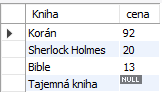 Kniha cena
Korán 92
Sherlock Holmes 20
Bible 13
Tajemná kniha NULL